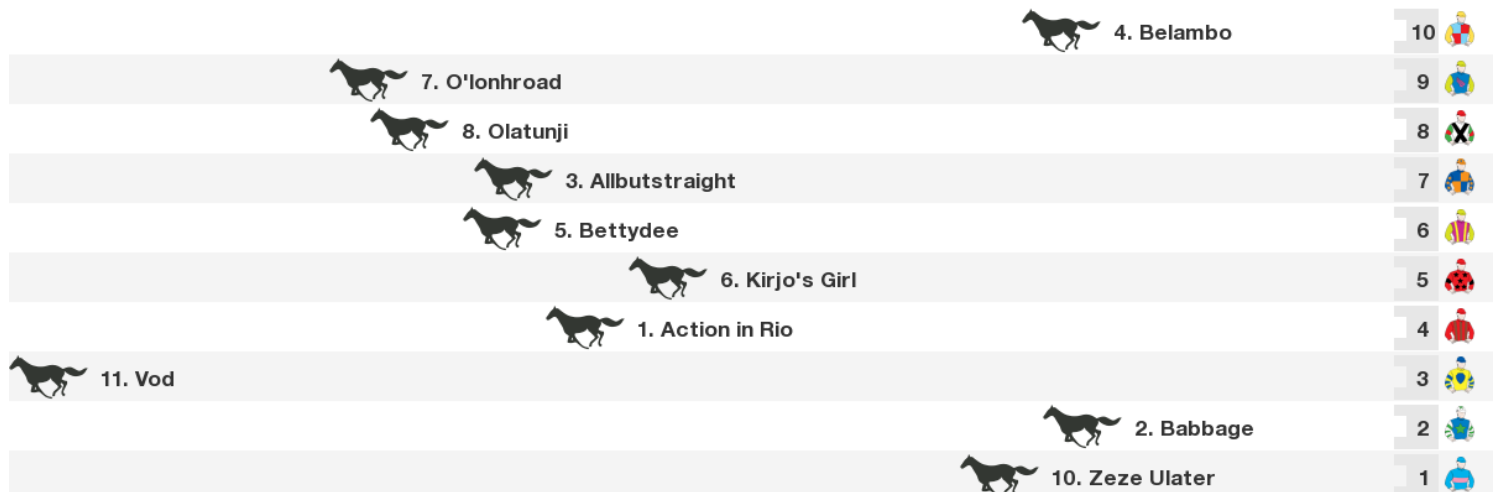 4. Belambo 10
7. O'lonhroad 9
8. Olatunji 8
3. Allbutstraight 7
5. Bettydee 6
6. Kirjo's Girl 5
1. Action in Rio 4
11. Vod 3
2. Babbage 2
10. Zeze Ulater 1